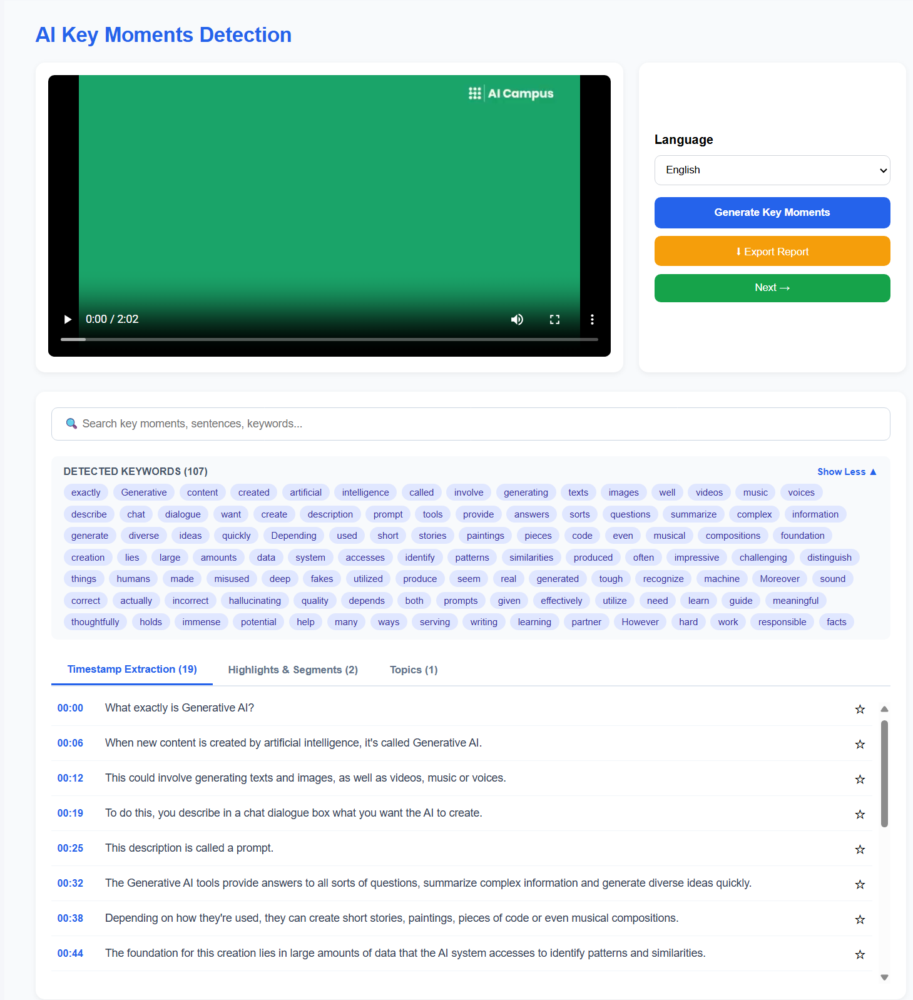 AI Key Moments Detection
AI Campus
0:00 / 2:02
Language
English
Generate Key Moments
⬇ Export Report
Next →
🔍 Search key moments, sentences, keywords...
DETECTED KEYWORDS (107)
Show Less ▲
exactly Generative content created artificial intelligence called involve generating texts images well videos music voices
describe chat dialogue want create description prompt tools provide answers sorts questions summarize complex information
generate diverse ideas quickly Depending used short stories paintings pieces code even musical compositions foundation
creation lies large amounts data system accesses identify patterns similarities produced often impressive challenging distinguish
things humans made misused deep fakes utilized produce seem real generated tough recognize machine Moreover sound
correct actually incorrect hallucinating quality depends both prompts given effectively utilize need learn guide meaningful
thoughtfully holds immense potential help many ways serving writing learning partner However hard work responsible facts
Timestamp Extraction (19) Highlights & Segments (2) Topics (1)
00:00 What exactly is Generative AI? ☆
00:06 When new content is created by artificial intelligence, it's called Generative AI. ☆
00:12 This could involve generating texts and images, as well as videos, music or voices. ☆
00:19 To do this, you describe in a chat dialogue box what you want the AI to create. ☆
00:25 This description is called a prompt. ☆
00:32 The Generative AI tools provide answers to all sorts of questions, summarize complex information and generate diverse ideas quickly. ☆
00:38 Depending on how they're used, they can create short stories, paintings, pieces of code or even musical compositions. ☆
00:44 The foundation for this creation lies in large amounts of data that the AI system accesses to identify patterns and similarities. ☆